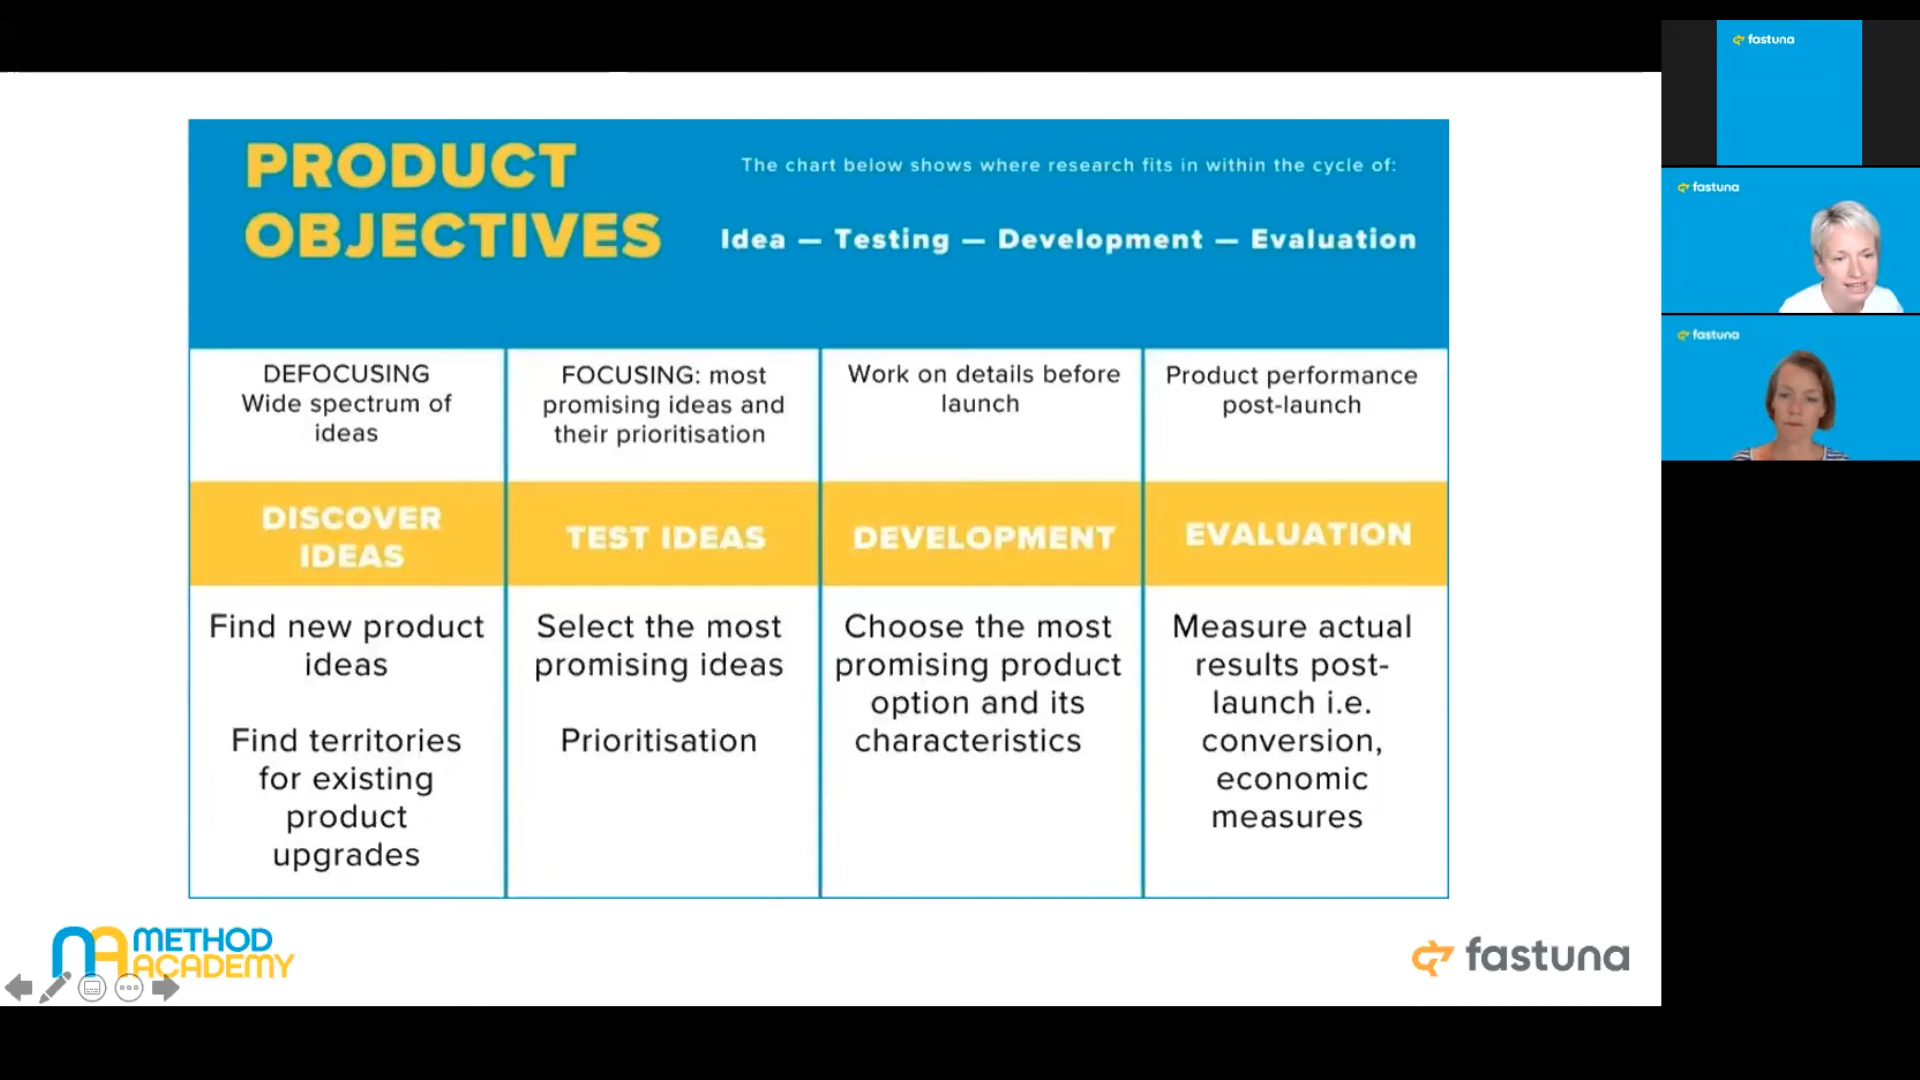 PRODUCT
OBJECTIVES
The chart below shows where research fits in within the cycle of:
Idea — Testing — Development — Evaluation
DEFOCUSING
Wide spectrum of
ideas
FOCUSING: most
promising ideas and
their prioritisation
Work on details before
launch
Product performance
post-launch
DISCOVER
IDEAS
TEST IDEAS
DEVELOPMENT
EVALUATION
Find new product
ideas
Find territories
for existing
product
upgrades
Select the most
promising ideas
Prioritisation
Choose the most
promising product
option and its
characteristics
Measure actual
results post-
launch i.e.
conversion,
economic
measures
METHOD
ACADEMY
fastuna
fastuna
fastuna
fastuna